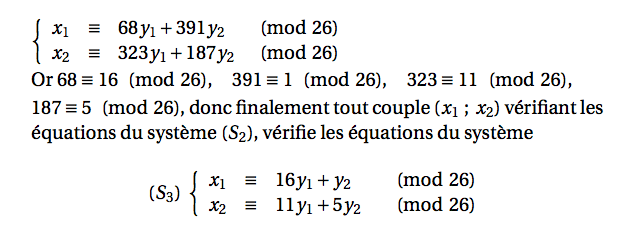 { x₁ ≡ 68y₁ + 391y₂ (mod 26)
x₂ ≡ 323y₁ + 187y₂ (mod 26)
Or 68 ≡ 16 (mod 26), 391 ≡ 1 (mod 26), 323 ≡ 11 (mod 26),
187 ≡ 5 (mod 26), donc finalement tout couple (x₁ ; x₂) vérifiant les
équations du système (S₂), vérifie les équations du système
(S₃) { x₁ ≡ 16y₁ + y₂ (mod 26)
x₂ ≡ 11y₁ + 5y₂ (mod 26)